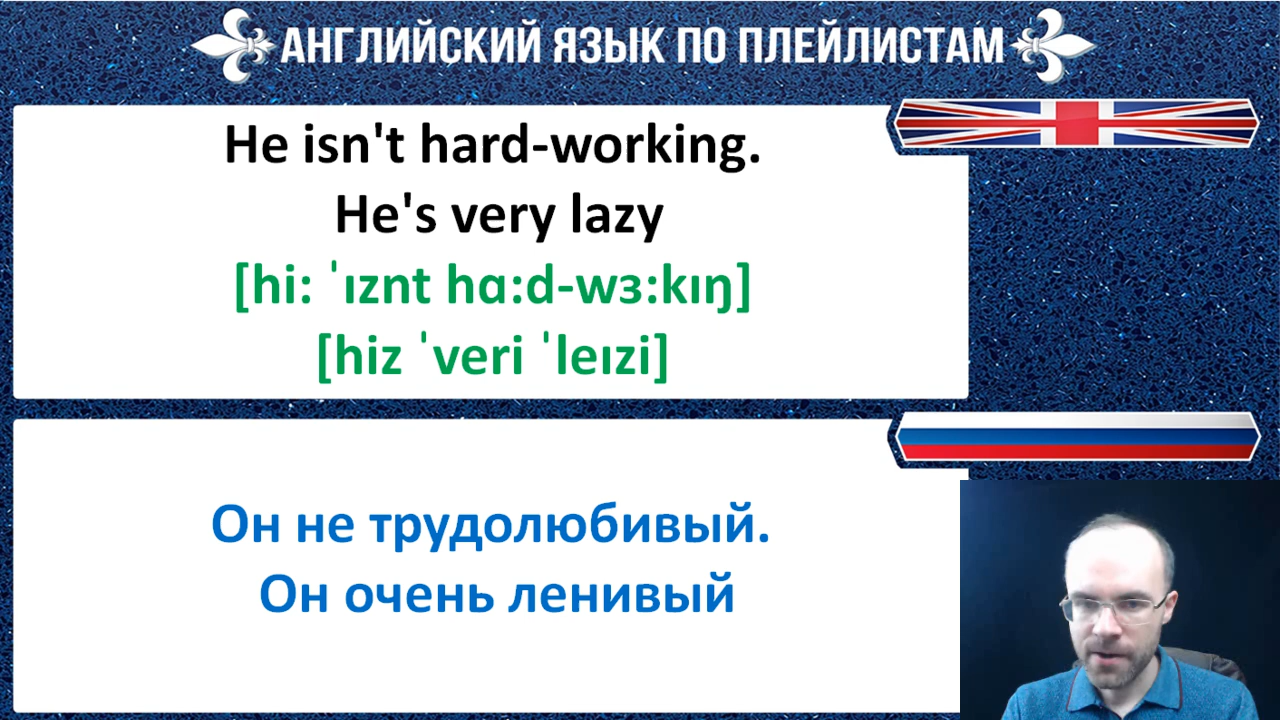 АНГЛИЙСКИЙ ЯЗЫК ПО ПЛЕЙЛИСТАМ
He isn't hard-working.
He's very lazy
[hi: ˈɪznt hɑ:d-wɜ:kɪŋ]
[hiz ˈveri ˈleɪzi]
Он не трудолюбивый.
Он очень ленивый